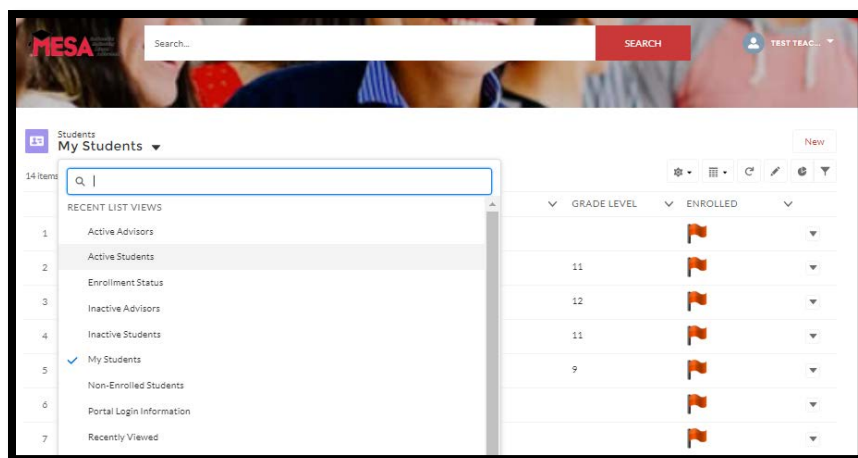 MESA
Search...
SEARCH
TEST TEAC...
Students
My Students
New
14 items
RECENT LIST VIEWS
GRADE LEVEL
ENROLLED
1
Active Advisors
Active Students
2
11
Enrollment Status
3
Inactive Advisors
12
4
Inactive Students
11
My Students
5
9
Non-Enrolled Students
6
Portal Login Information
7
Recently Viewed